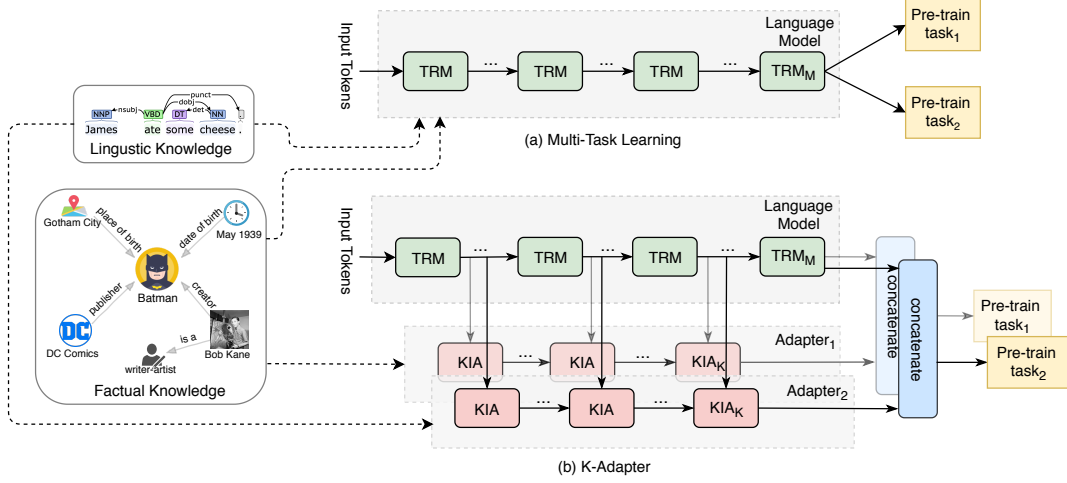 Input Tokens
Language
Model
TRM
...
TRM
...
TRM
...
TRM_M
Pre-train
task_1
Pre-train
task_2
(a) Multi-Task Learning
punct
dobj
nsubj
det
NNP
VBD
DT
NN
.
James ate some cheese .
Lingustic Knowledge
Gotham City
place of birth
date of birth
May 1939
Batman
publisher
creator
DC
DC Comics
is a
Bob Kane
writer-artist
Factual Knowledge
Input Tokens
Language
Model
TRM
...
TRM
...
TRM
...
TRM_M
Adapter_1
KIA
...
KIA
...
KIA_K
Adapter_2
KIA
...
KIA
...
KIA_K
concatenate
concatenate
Pre-train
task_1
Pre-train
task_2
(b) K-Adapter